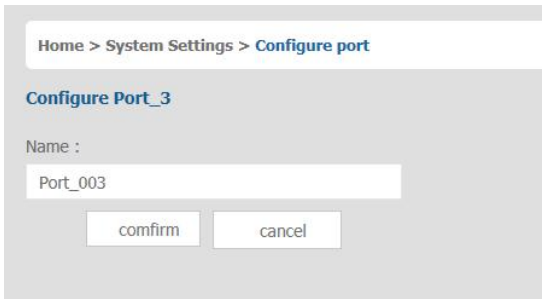 Home > System Settings > Configure port
Configure Port_3
Name :
Port_003
comfirm cancel